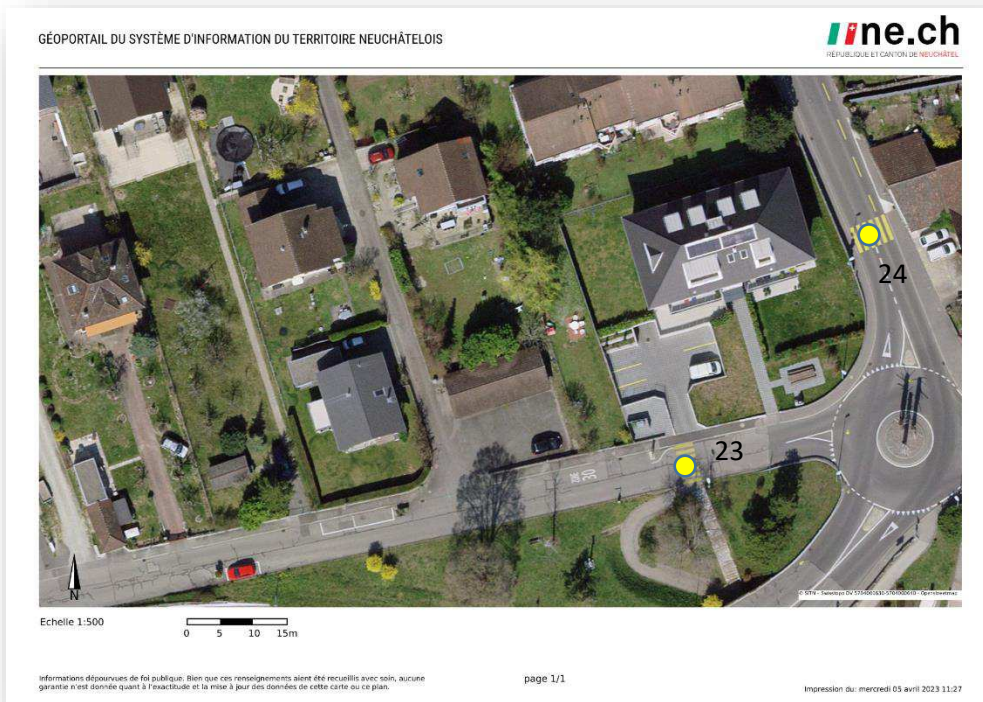 GÉOPORTAIL DU SYSTÈME D'INFORMATION DU TERRITOIRE NEUCHÂTELOIS
ne.ch
RÉPUBLIQUE ET CANTON DE NEUCHÂTEL
24
23
ZONE
30
N
Echelle 1:500
0 5 10 15m
Informations dépourvues de foi publique. Bien que ces renseignements aient été recueillis avec soin, aucune
garantie n'est donnée quant à l'exactitude et la mise à jour des données de cette carte ou ce plan.
page 1/1
Impression du: mercredi 05 avril 2023 11:27